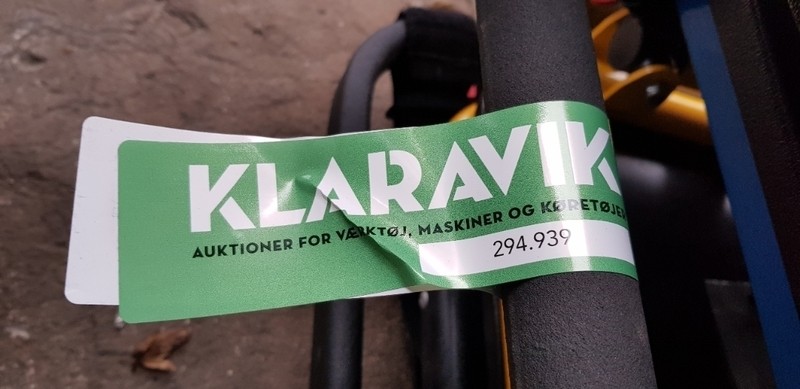 KLARAVIK
AUKTIONER FOR VÆRKTØJ, MASKINER OG KØRETØJER
294.939